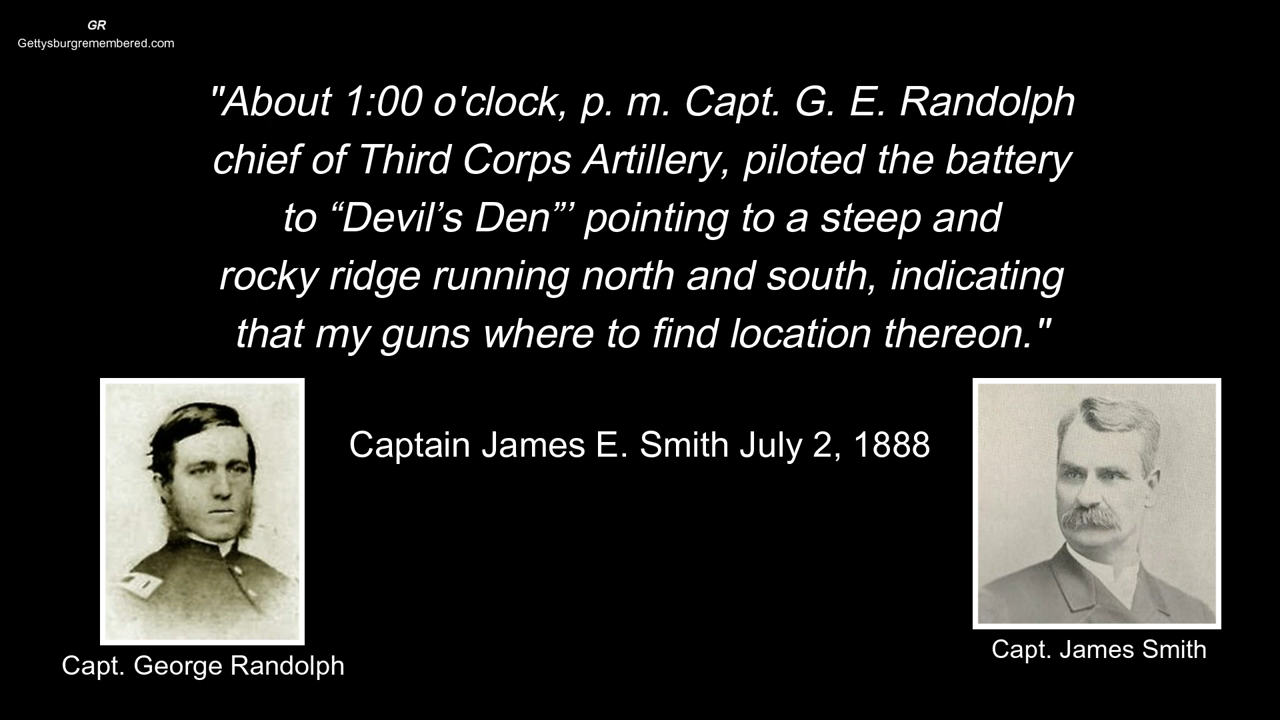 GR
Gettysburgremembered.com
"About 1:00 o'clock, p. m. Capt. G. E. Randolph
chief of Third Corps Artillery, piloted the battery
to “Devil’s Den”’ pointing to a steep and
rocky ridge running north and south, indicating
that my guns where to find location thereon."
Captain James E. Smith July 2, 1888
Capt. George Randolph
Capt. James Smith